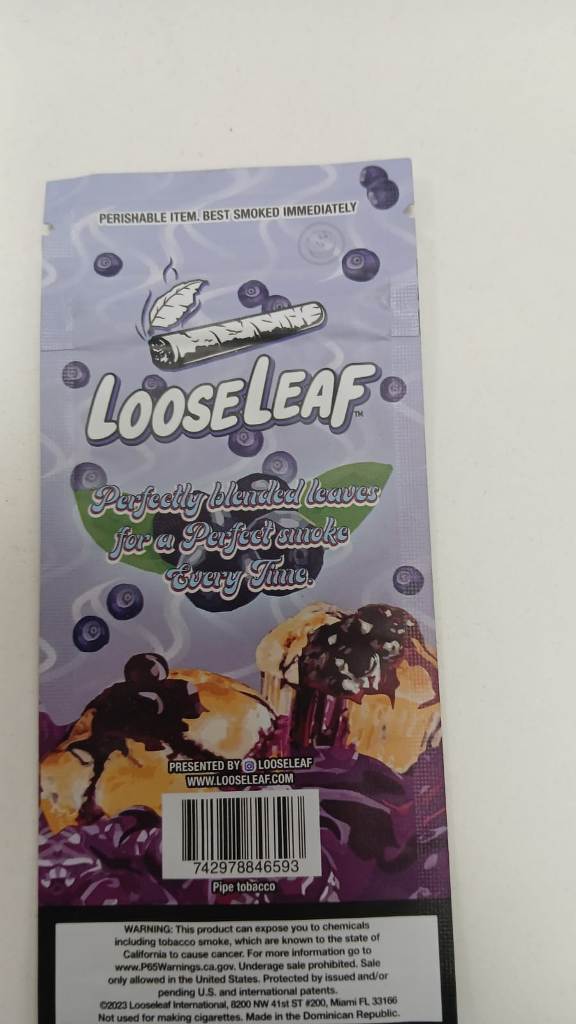 PERISHABLE ITEM. BEST SMOKED IMMEDIATELY
LOOSELEAF™
Perfectly blended leaves
for a Perfect smoke
Every Time.
PRESENTED BY LOOSELEAF
WWW.LOOSELEAF.COM
742978846593
Pipe tobacco
WARNING: This product can expose you to chemicals
including tobacco smoke, which are known to the state of
California to cause cancer. For more information go to
www.P65Warnings.ca.gov. Underage sale prohibited. Sale
only allowed in the United States. Protected by issued and/or
pending U.S. and international patents.
©2023 Looseleaf International, 8200 NW 41st ST #200, Miami FL 33166
Not used for making cigarettes. Made in the Dominican Republic.